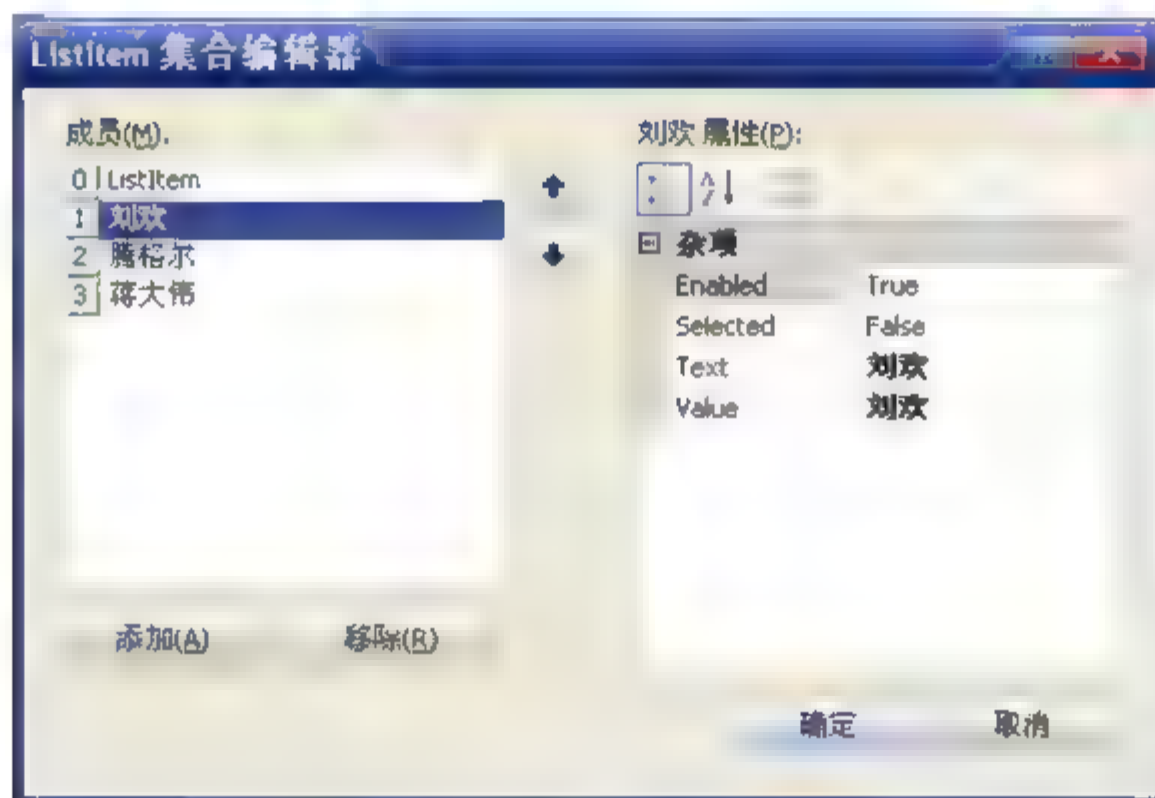 ListItem 集合编辑器
成员(M):
0 ListItem
1 刘欢
2 腾格尔
3 蒋大伟
添加(A)
移除(R)
刘欢 属性(P):
杂项
Enabled True
Selected False
Text 刘欢
Value 刘欢
确定
取消